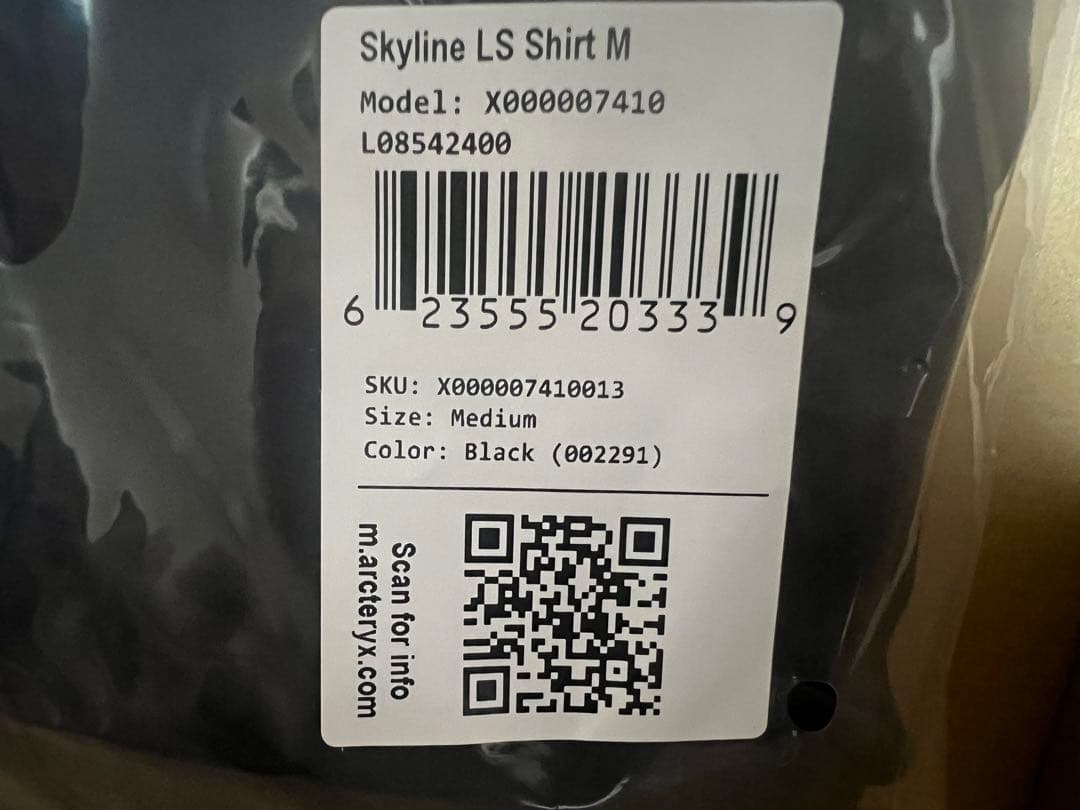 Skyline LS Shirt M
Model: X000007410
L08542400
6 23555 20333 9
SKU: X000007410013
Size: Medium
Color: Black (002291)
Scan for info
m.arcteryx.com